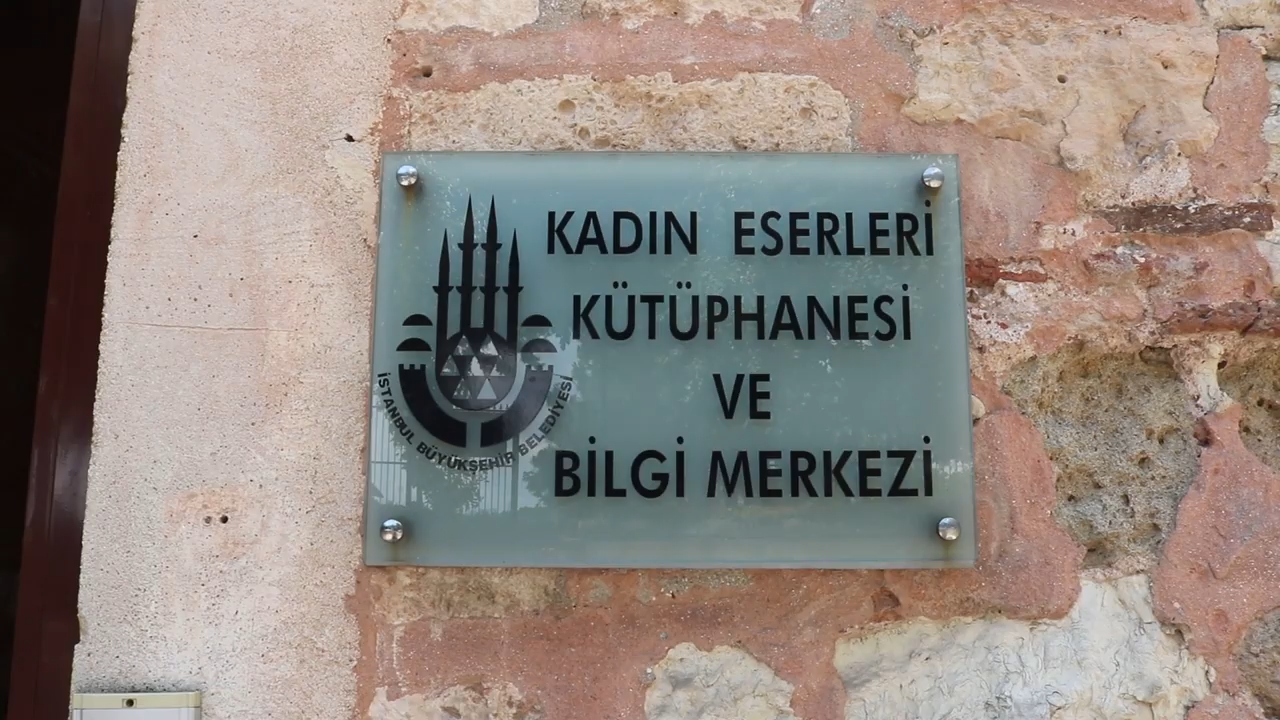 KADIN ESERLERİ
KÜTÜPHANESİ
VE
BİLGİ MERKEZİ
İSTANBUL BÜYÜKŞEHİR BELEDİYESİ